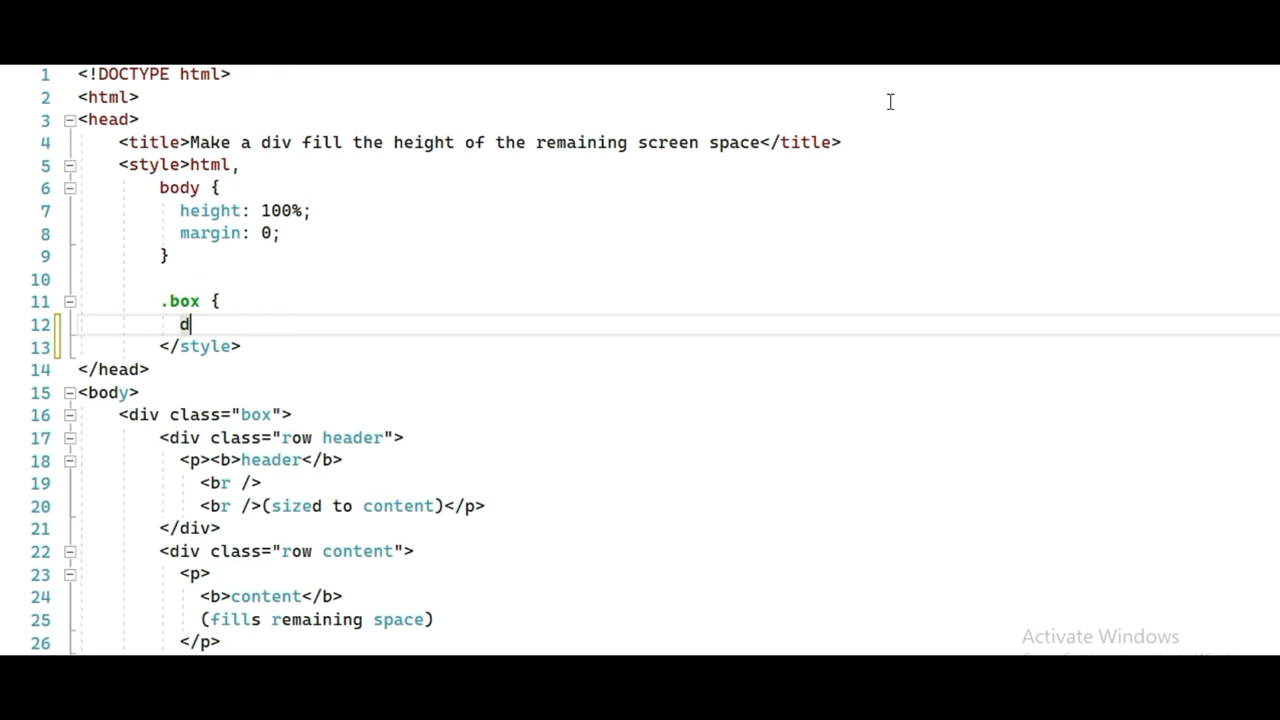 1 <!DOCTYPE html>
2 <html>
3 <head>
4 <title>Make a div fill the height of the remaining screen space</title>
5 <style>html,
6 body {
7 height: 100%;
8 margin: 0;
9 }
10
11 .box {
12 d
13 </style>
14 </head>
15 <body>
16 <div class="box">
17 <div class="row header">
18 <p><b>header</b>
19 <br />
20 <br />(sized to content)</p>
21 </div>
22 <div class="row content">
23 <p>
24 <b>content</b>
25 (fills remaining space)
26 </p>
Activate Windows